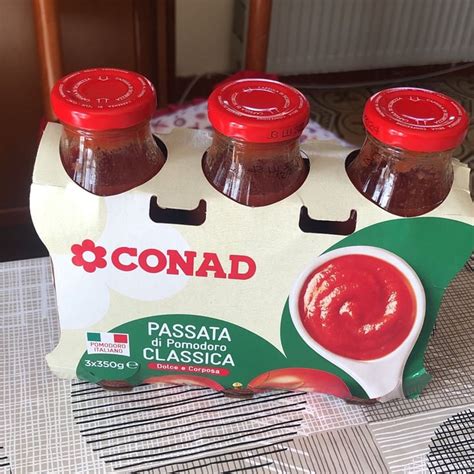 CONAD
PASSATA
di Pomodoro
CLASSICA
Dolce e Corposa
POMODORO
ITALIANO
3x350g e